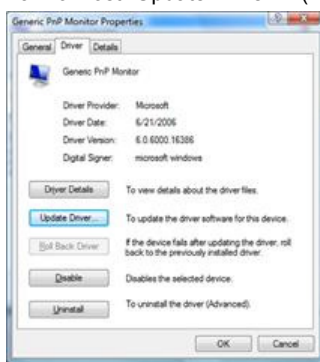 Generic PnP Monitor Properties
General Driver Details
Generic PnP Monitor
Driver Provider: Microsoft
Driver Date: 6/21/2006
Driver Version: 6.0.6000.16386
Digital Signer: microsoft windows
Driver Details
To view details about the driver files.
Update Driver...
To update the driver software for this device.
Roll Back Driver
If the device fails after updating the driver, roll
back to the previously installed driver.
Disable
Disables the selected device.
Uninstall
To uninstall the driver (Advanced).
OK Cancel